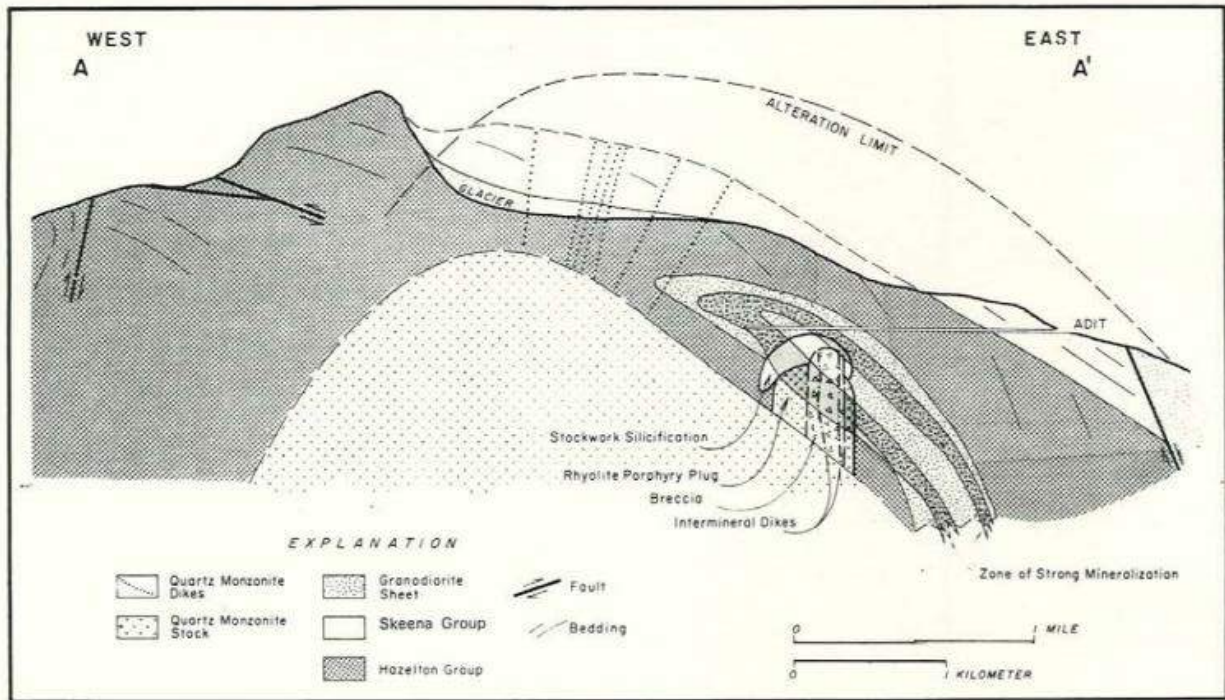 WEST
A
EAST
A'
ALTERATION LIMIT
GLACIER
ADIT
Stockwork Silicification
Rhyolite Porphyry Plug
Breccia
Intermineral Dikes
Zone of Strong Mineralization
EXPLANATION
Quartz Monzonite
Dikes
Quartz Monzonite
Stock
Granodiorite
Sheet
Skeena Group
Hazelton Group
Fault
Bedding
0 1 MILE
0 1 KILOMETER